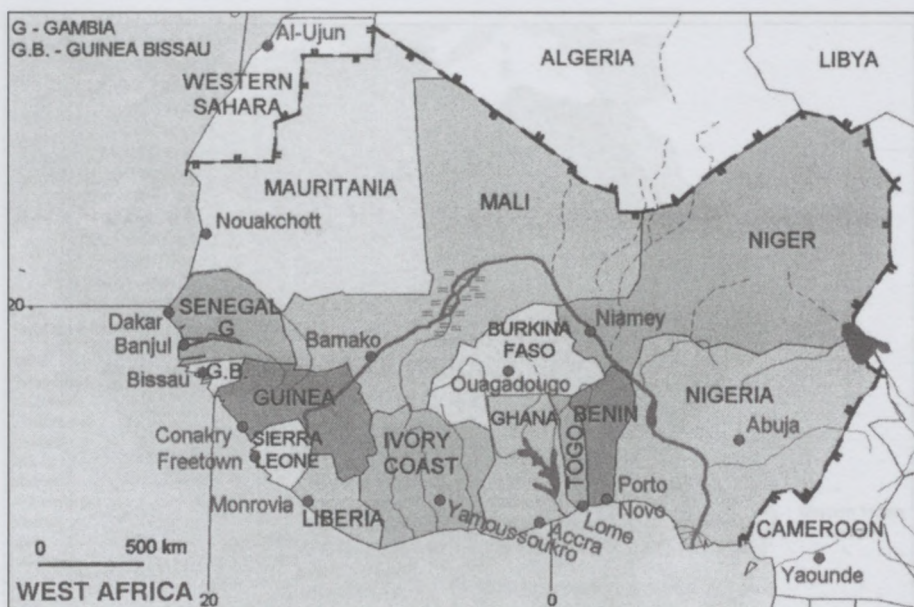 G - GAMBIA
G.B. - GUINEA BISSAU
Al-Ujun
WESTERN
SAHARA
ALGERIA
LIBYA
MAURITANIA
Nouakchott
MALI
NIGER
20
SENEGAL
G
Dakar
Banjul
Bissau
G.B.
Bamako
Niamey
BURKINA
FASO
Ouagadougo
GUINEA
NIGERIA
Abuja
GHANA
BENIN
TOGO
IVORY
COAST
Conakry
Freetown
SIERRA
LEONE
Monrovia
LIBERIA
Yamoussoukro
Accra
Lome
Porto
Novo
CAMEROON
Yaounde
0 500 km
WEST AFRICA
20
0